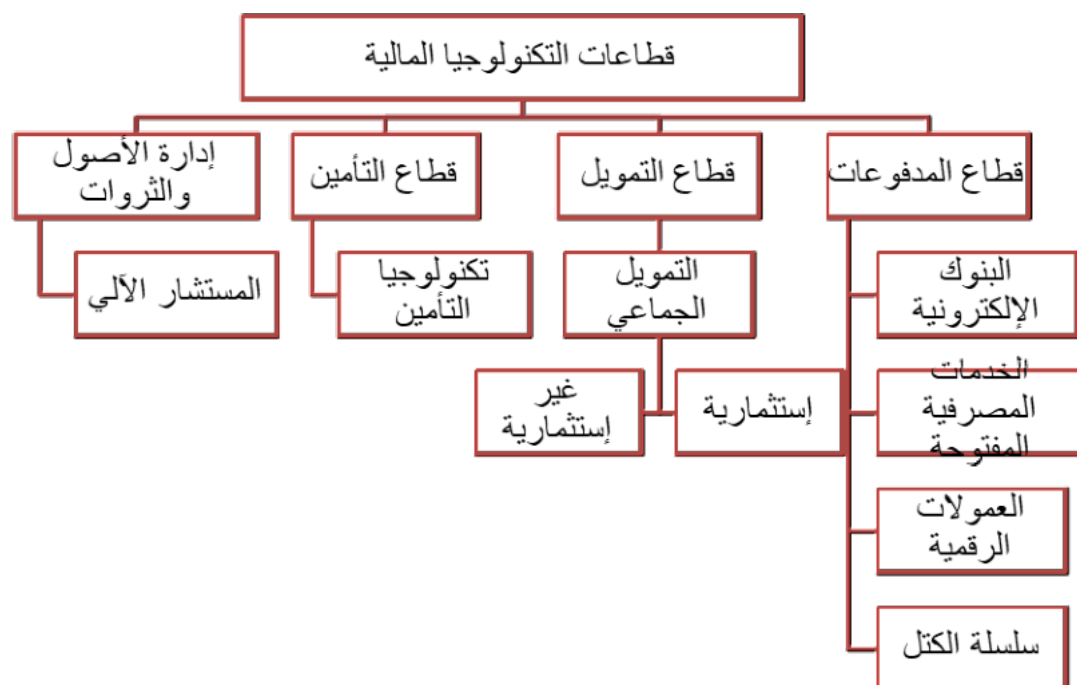 قطاعات التكنولوجيا المالية
قطاع المدفوعات
قطاع التمويل
قطاع التأمين
إدارة الأصول
والثروات
البنوك
الإلكترونية
التمويل
الجماعي
تكنولوجيا
التأمين
المستشار الآلي
الخدمات
المصرفية
المفتوحة
إستثمارية
غير
إستثمارية
العمولات
الرقمية
سلسلة الكتل